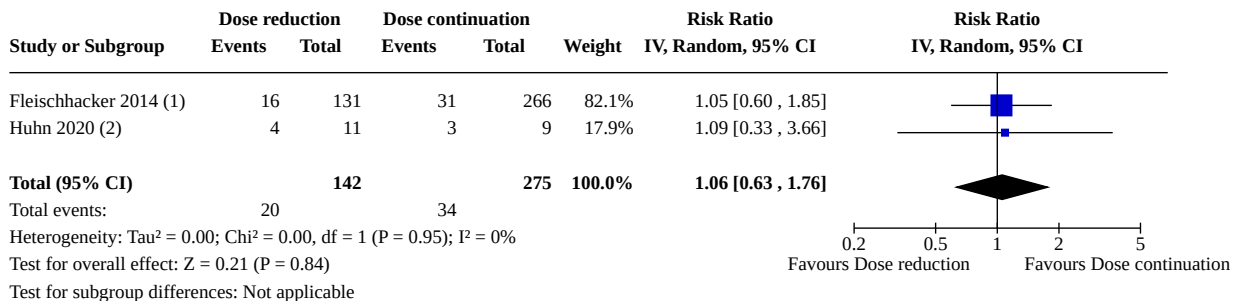 Dose reduction Dose continuation Risk Ratio Risk Ratio
Study or Subgroup Events Total Events Total Weight IV, Random, 95% CI IV, Random, 95% CI
Fleischhacker 2014 (1) 16 131 31 266 82.1% 1.05 [0.60 , 1.85]
Huhn 2020 (2) 4 11 3 9 17.9% 1.09 [0.33 , 3.66]
Total (95% CI) 142 275 100.0% 1.06 [0.63 , 1.76]
Total events: 20 34
Heterogeneity: Tau² = 0.00; Chi² = 0.00, df = 1 (P = 0.95); I² = 0%
0.2 0.5 1 2 5
Test for overall effect: Z = 0.21 (P = 0.84)
Favours Dose reduction Favours Dose continuation
Test for subgroup differences: Not applicable